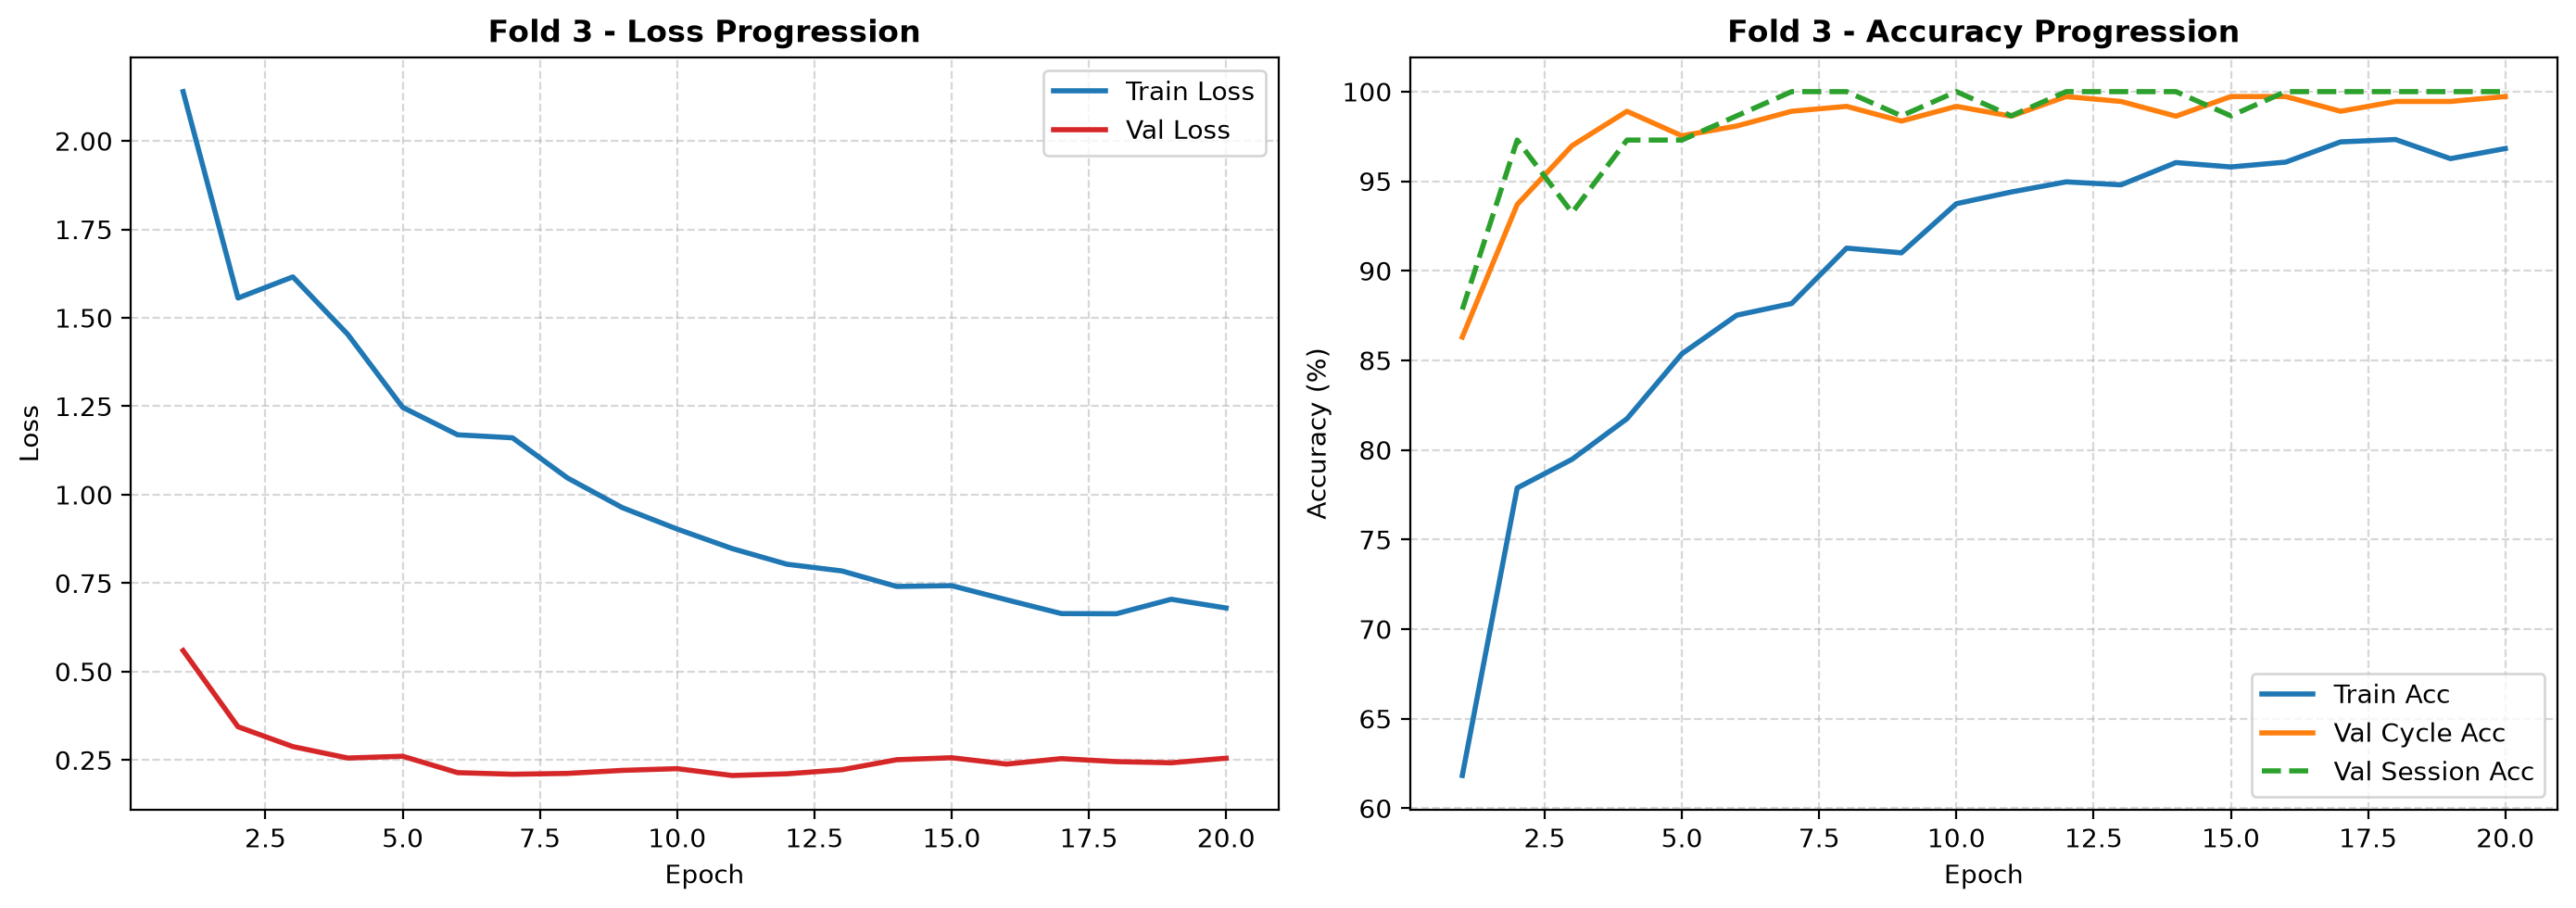 Fold 3 - Loss Progression
Train Loss
Val Loss
2.00
1.75
1.50
1.25
1.00
0.75
0.50
0.25
Loss
2.5 5.0 7.5 10.0 12.5 15.0 17.5 20.0
Epoch
Fold 3 - Accuracy Progression
100
95
90
85
80
75
70
65
60
Accuracy (%)
Train Acc
Val Cycle Acc
Val Session Acc
2.5 5.0 7.5 10.0 12.5 15.0 17.5 20.0
Epoch